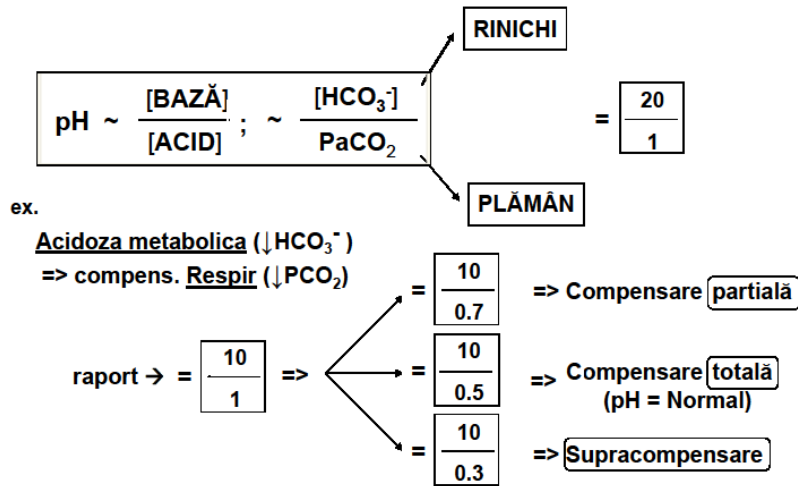 RINICHI
pH ~ [BAZĂ] / [ACID] ; ~ [HCO₃⁻] / PaCO₂ = 20 / 1
PLĂMÂN
ex.
Acidoza metabolica (↓HCO₃⁻ )
=> compens. Respir (↓PCO₂)
= 10 / 0.7 => Compensare partială
raport → = 10 / 1 => = 10 / 0.5 => Compensare totală
(pH = Normal)
= 10 / 0.3 => Supracompensare